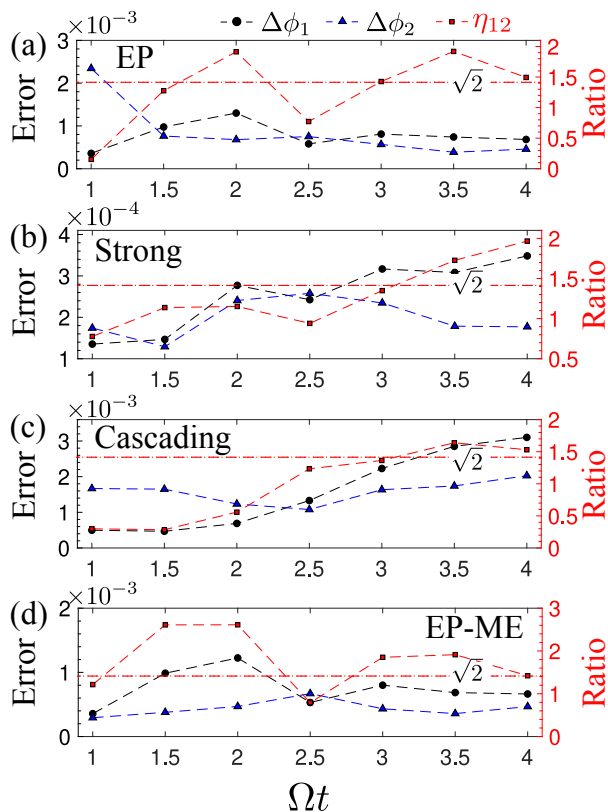 Δϕ₁ Δϕ₂ η₁₂
(a) ×10⁻³ EP
3 2 1 0
Error
√2
2 1.5 1 0.5 0
Ratio
1 1.5 2 2.5 3 3.5 4
(b) ×10⁻⁴ Strong
4 3 2 1
Error
√2
2 1.5 1 0.5
Ratio
1 1.5 2 2.5 3 3.5 4
(c) ×10⁻³ Cascading
3 2 1 0
Error
√2
2 1.5 1 0.5 0
Ratio
1 1.5 2 2.5 3 3.5 4
(d) ×10⁻³ EP-ME
2 1 0
Error
√2
3 2 1 0
Ratio
1 1.5 2 2.5 3 3.5 4
Ωt